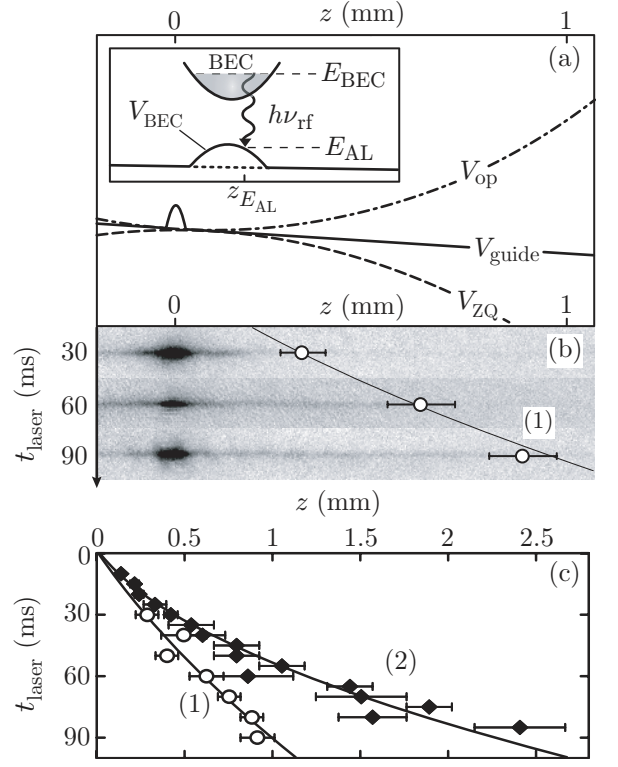 z (mm)
0 1
(a)
BEC
E_BEC
V_BEC
hν_rf
E_AL
z_E_AL
V_op
V_guide
V_ZQ
0 z (mm) 1
(b)
30
60
90
t_laser (ms)
(1)
z (mm)
0 0.5 1 1.5 2 2.5
(c)
0
30
60
90
t_laser (ms)
(2)
(1)